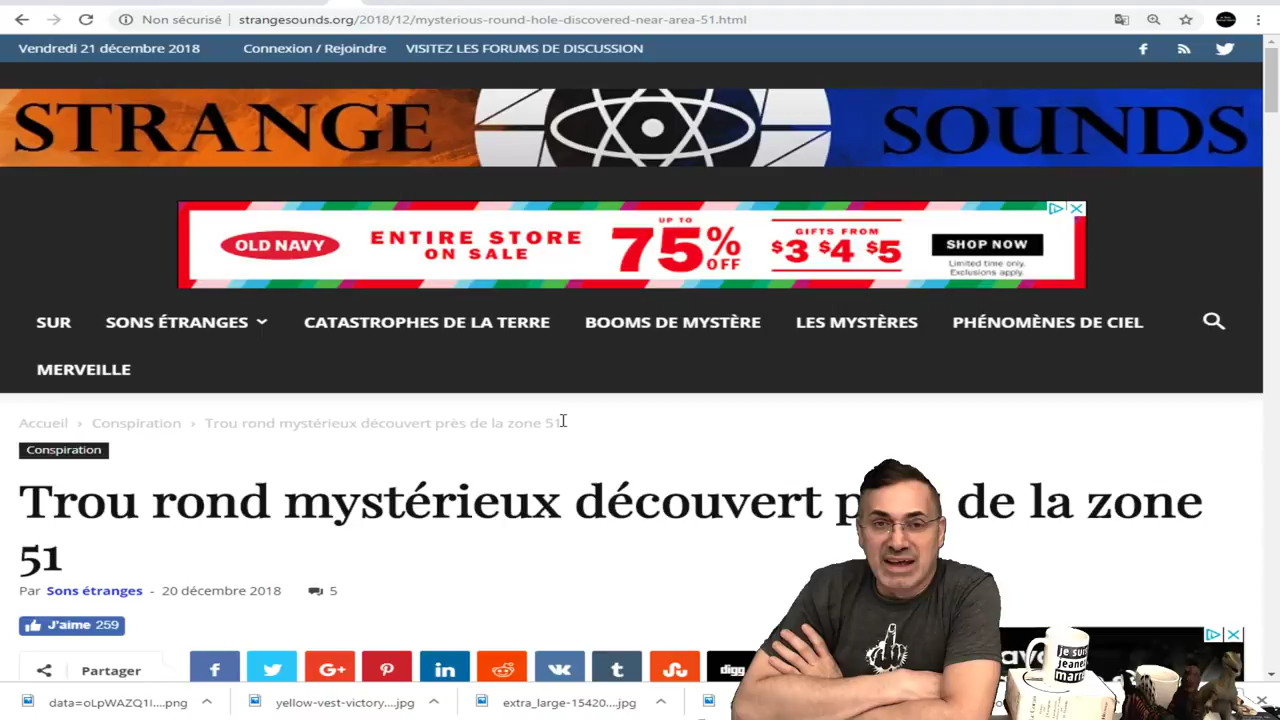 Non sécurisé | strangesounds.org/2018/12/mysterious-round-hole-discovered-near-area-51.html
Vendredi 21 décembre 2018 Connexion / Rejoindre VISITEZ LES FORUMS DE DISCUSSION
STRANGE SOUNDS
OLD NAVY ENTIRE STORE ON SALE UP TO 75% OFF GIFTS FROM $3 $4 $5 SHOP NOW
Limited time only.
Exclusions apply.
SUR SONS ÉTRANGES CATASTROPHES DE LA TERRE BOOMS DE MYSTÈRE LES MYSTÈRES PHÉNOMÈNES DE CIEL
MERVEILLE
Accueil › Conspiration › Trou rond mystérieux découvert près de la zone 51
Conspiration
Trou rond mystérieux découvert de la zone
51
Par Sons étranges - 20 décembre 2018 5
J'aime 259
Partager digg
je suis
data=oLpWAZQ1I....png yellow-vest-victory....jpg extra_large-15420...jpg